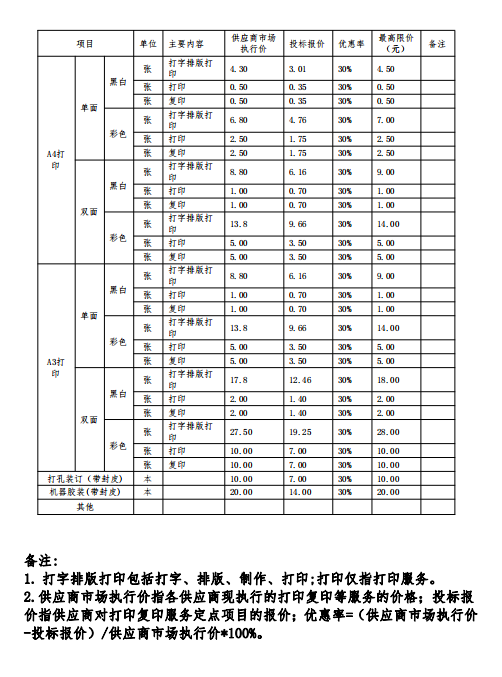 项目 单位 主要内容 供应商市场执行价 投标报价 优惠率 最高限价（元） 备注
A4打印 单面 黑白 张 打字排版打印 4.30 3.01 30% 4.50
张 打印 0.50 0.35 30% 0.50
张 复印 0.50 0.35 30% 0.50
彩色 张 打字排版打印 6.80 4.76 30% 7.00
张 打印 2.50 1.75 30% 2.50
张 复印 2.50 1.75 30% 2.50
双面 黑白 张 打字排版打印 8.80 6.16 30% 9.00
张 打印 1.00 0.70 30% 1.00
张 复印 1.00 0.70 30% 1.00
彩色 张 打字排版打印 13.8 9.66 30% 14.00
张 打印 5.00 3.50 30% 5.00
张 复印 5.00 3.50 30% 5.00
A3打印 单面 黑白 张 打字排版打印 8.80 6.16 30% 9.00
张 打印 1.00 0.70 30% 1.00
张 复印 1.00 0.70 30% 1.00
彩色 张 打字排版打印 13.8 9.66 30% 14.00
张 打印 5.00 3.50 30% 5.00
张 复印 5.00 3.50 30% 5.00
双面 黑白 张 打字排版打印 17.8 12.46 30% 18.00
张 打印 2.00 1.40 30% 2.00
张 复印 2.00 1.40 30% 2.00
彩色 张 打字排版打印 27.50 19.25 30% 28.00
张 打印 10.00 7.00 30% 10.00
张 复印 10.00 7.00 30% 10.00
打孔装订（带封皮） 本 10.00 7.00 30% 10.00
机器胶装(带封皮) 本 20.00 14.00 30% 20.00
其他
备注:
1. 打字排版打印包括打字、排版、制作、打印;打印仅指打印服务。
2.供应商市场执行价指各供应商现执行的打印复印等服务的价格；投标报
价指供应商对打印复印服务定点项目的报价；优惠率=（供应商市场执行价
-投标报价）/供应商市场执行价*100%。